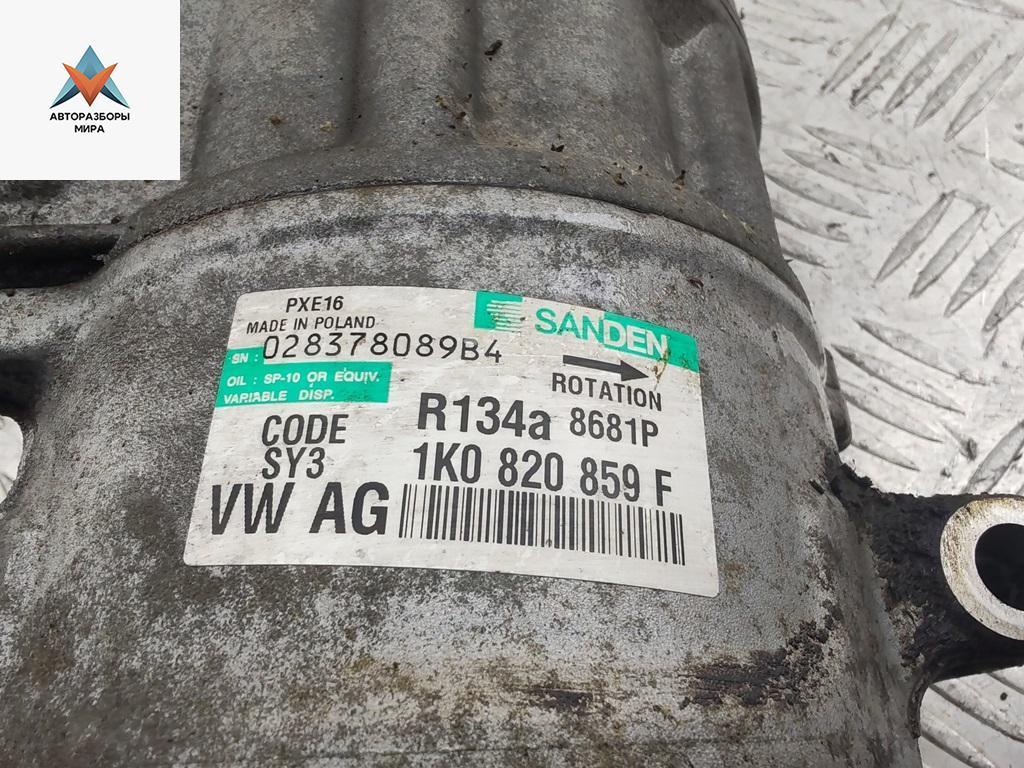 АВТОРАЗБОРЫ
МИРА
PXE16
MADE IN POLAND
SANDEN
SN: 028378089B4
OIL : SP-10 OR EQUIV.
VARIABLE DISP.
ROTATION
CODE
SY3
R134a 8681P
1K0 820 859 F
VW AG